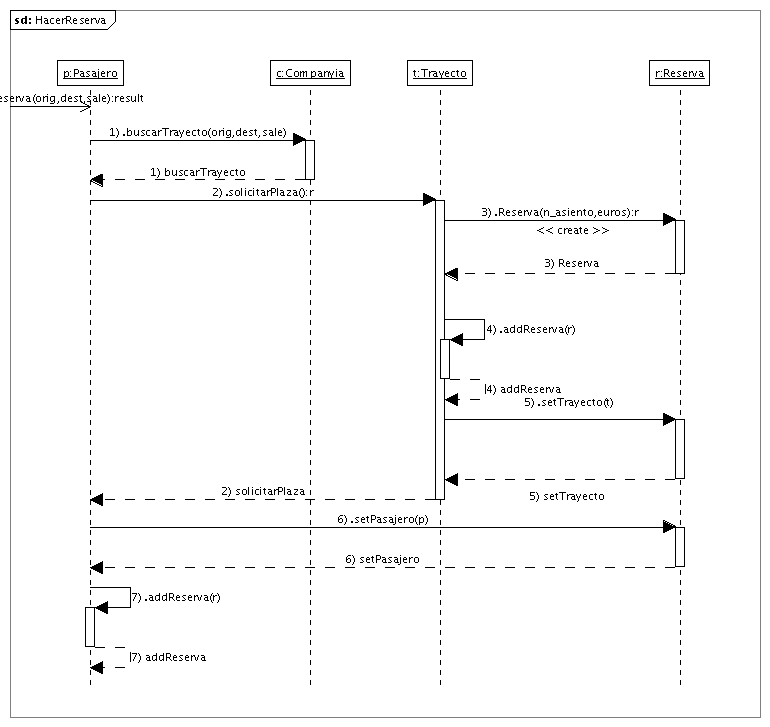 sd: HacerReserva
p:Pasajero
c:Companyia
t:Trayecto
r:Reserva
eserva(orig,dest,sale):result
1).buscarTrayecto(orig,dest,sale)
1) buscarTrayecto
2).solicitarPlaza():r
3).Reserva(n_asiento,euros):r
<< create >>
3) Reserva
4).addReserva(r)
4) addReserva
5).setTrayecto(t)
2) solicitarPlaza
5) setTrayecto
6).setPasajero(p)
6) setPasajero
7).addReserva(r)
7) addReserva